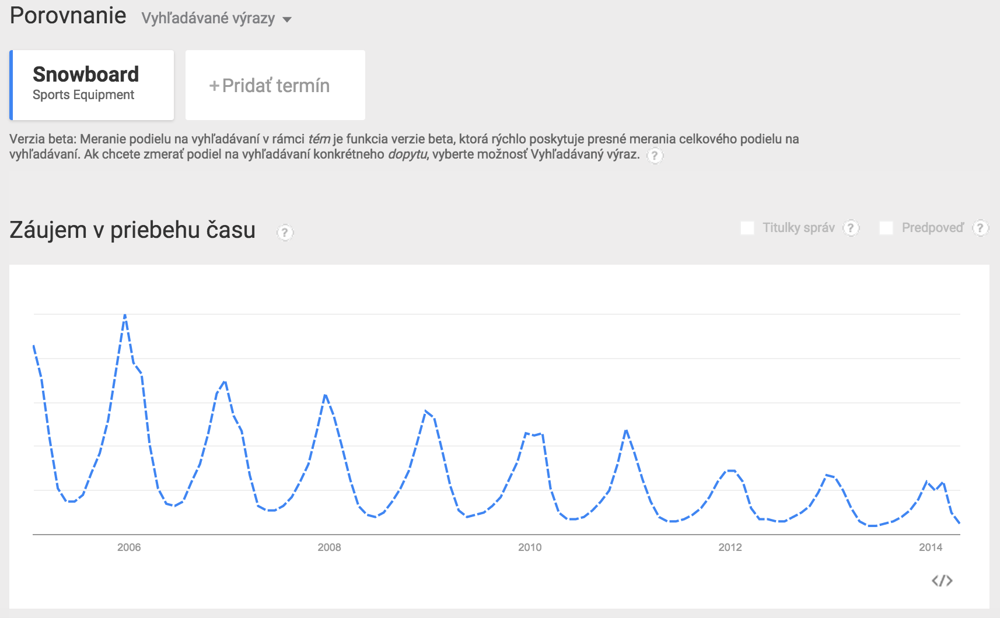 Porovnanie Vyhľadávané výrazy
Snowboard
Sports Equipment
+Pridať termín
Verzia beta: Meranie podielu na vyhľadávaní v rámci tém je funkcia verzie beta, ktorá rýchlo poskytuje presné merania celkového podielu na
vyhľadávaní. Ak chcete zmerať podiel na vyhľadávaní konkrétneho dopytu, vyberte možnosť Vyhľadávaný výraz. ?
Záujem v priebehu času ?
Titulky správ ? Predpoveď ?
2006 2008 2010 2012 2014
</>